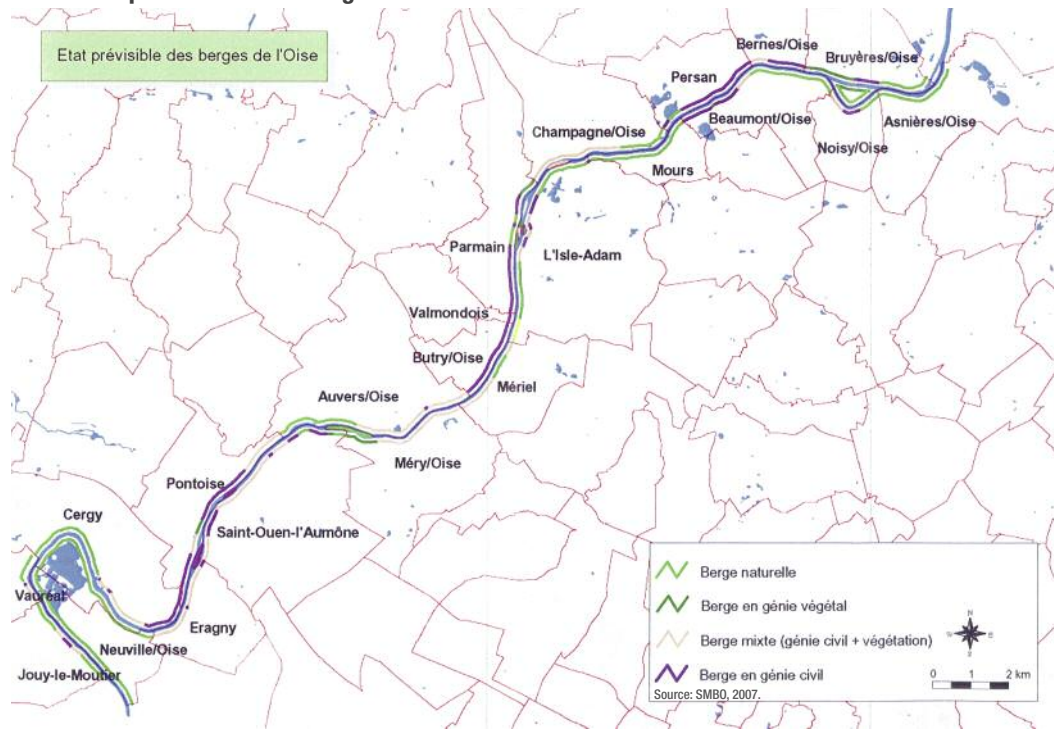 Etat prévisible des berges de l'Oise
Bernes/Oise
Bruyères/Oise
Persan
Champagne/Oise
Beaumont/Oise
Asnières/Oise
Noisy/Oise
Mours
Parmain
L'Isle-Adam
Valmondois
Butry/Oise
Mériel
Auvers/Oise
Méry/Oise
Pontoise
Cergy
Saint-Ouen-l'Aumône
Vauréal
Eragny
Neuville/Oise
Jouy-le-Moutier
Berge naturelle
Berge en génie végétal
Berge mixte (génie civil + végétation)
Berge en génie civil
Source: SMBO, 2007.
N
W
E
S
0 1 2 km